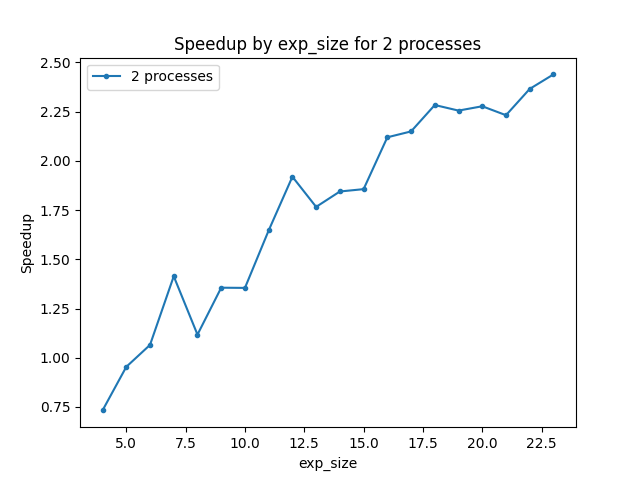 Speedup by exp_size for 2 processes
2 processes
Speedup
2.50
2.25
2.00
1.75
1.50
1.25
1.00
0.75
5.0 7.5 10.0 12.5 15.0 17.5 20.0 22.5
exp_size